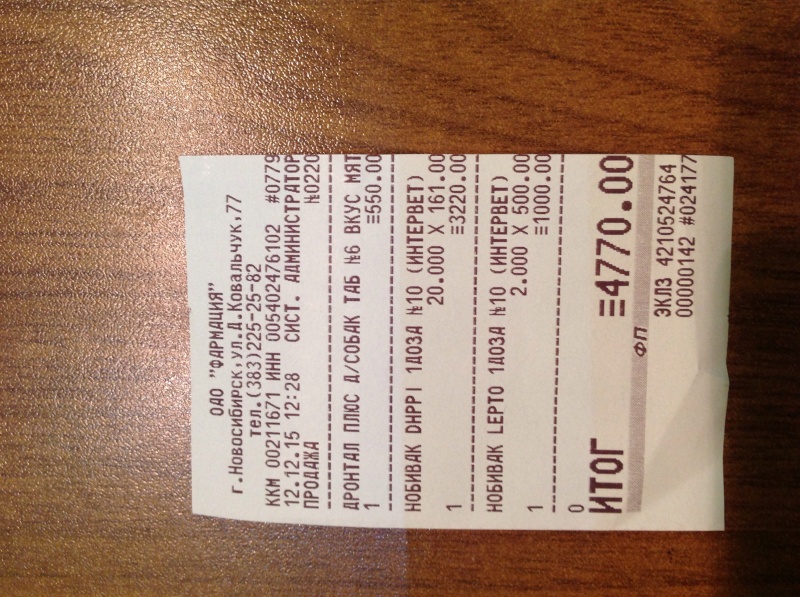 ОАО "ФАРМАЦИЯ"
г.Новосибирск,ул.Д.Ковальчук,77
тел.(383)225-25-82
ККМ 00211671 ИНН 005402476102 #0779
12.12.15 12:28 СИСТ. АДМИНИСТРАТОР
ПРОДАЖА №0220
ДРОНТАЛ ПЛЮС Д/СОБАК ТАБ №6 ВКУС МЯТ
1 ≡550.00
НОБИВАК DHPPI 1ДОЗА №10 (ИНТЕРВЕТ)
20.000 X 161.00
1 ≡3220.00
НОБИВАК LEPTO 1ДОЗА №10 (ИНТЕРВЕТ)
2.000 X 500.00
1 ≡1000.00
0
ИТОГ ≡4770.00
ФП
ЭКЛЗ 4210524764
00000142 #024177